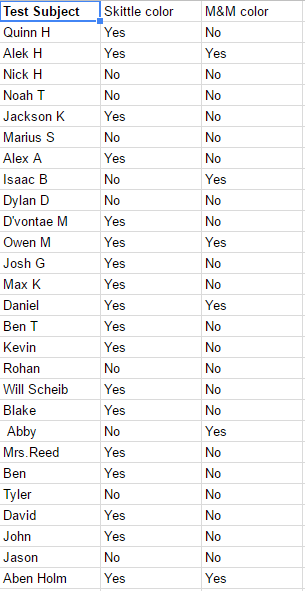 Test Subject Skittle color M&M color
Quinn H Yes No
Alek H Yes Yes
Nick H No No
Noah T No No
Jackson K Yes No
Marius S No No
Alex A Yes No
Isaac B No Yes
Dylan D No No
D'vontae M Yes No
Owen M Yes Yes
Josh G Yes No
Max K Yes No
Daniel Yes Yes
Ben T Yes No
Kevin Yes No
Rohan No No
Will Scheib Yes No
Blake Yes No
Abby No Yes
Mrs.Reed Yes No
Ben Yes No
Tyler No No
David Yes No
John Yes No
Jason No No
Aben Holm Yes Yes